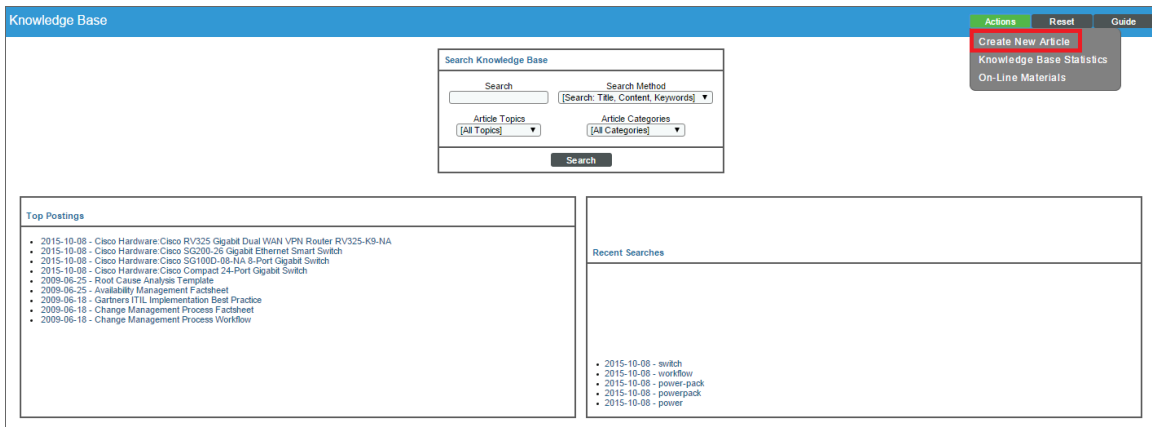 Knowledge Base
Actions Reset Guide
Create New Article
Knowledge Base Statistics
On-Line Materials
Search Knowledge Base
Search Search Method
[Search: Title, Content, Keywords] ▼
Article Topics Article Categories
[All Topics] ▼ [All Categories] ▼
Search
Top Postings
• 2015-10-08 - Cisco Hardware:Cisco RV325 Gigabit Dual WAN VPN Router RV325-K9-NA
• 2015-10-08 - Cisco Hardware:Cisco SG200-26 Gigabit Ethernet Smart Switch
• 2015-10-08 - Cisco Hardware:Cisco SG100D-08-NA 8-Port Gigabit Switch
• 2015-10-08 - Cisco Hardware:Cisco Compact 24-Port Gigabit Switch
• 2009-06-25 - Root Cause Analysis Template
• 2009-06-25 - Availability Management Factsheet
• 2009-06-18 - Gartners ITIL Implementation Best Practice
• 2009-06-18 - Change Management Process Factsheet
• 2009-06-18 - Change Management Process Workflow
Recent Searches
• 2015-10-08 - switch
• 2015-10-08 - workflow
• 2015-10-08 - power-pack
• 2015-10-08 - powerpack
• 2015-10-08 - power